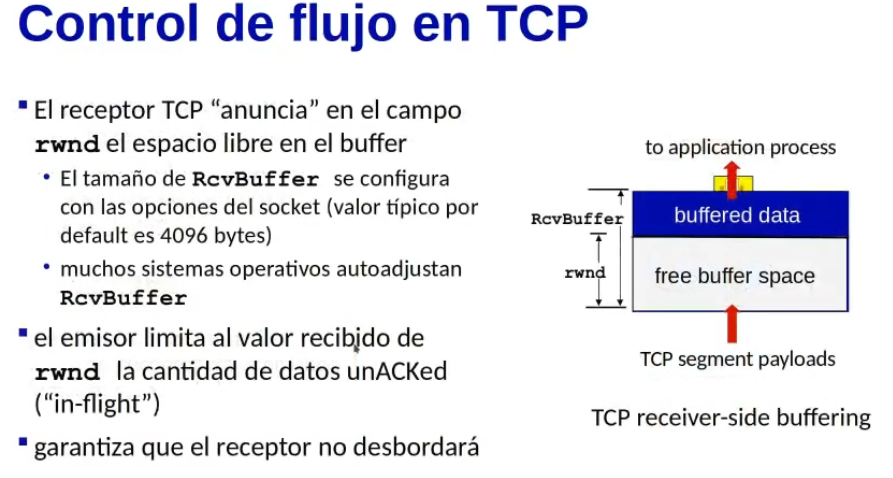 Control de flujo en TCP
El receptor TCP “anuncia” en el campo
rwnd el espacio libre en el buffer
El tamaño de RcvBuffer se configura
con las opciones del socket (valor típico por
default es 4096 bytes)
muchos sistemas operativos autoadjustan
RcvBuffer
el emisor limita al valor recibido de
rwnd la cantidad de datos unACKed
(“in-flight”)
garantiza que el receptor no desbordará
to application process
RcvBuffer
buffered data
rwnd
free buffer space
TCP segment payloads
TCP receiver-side buffering